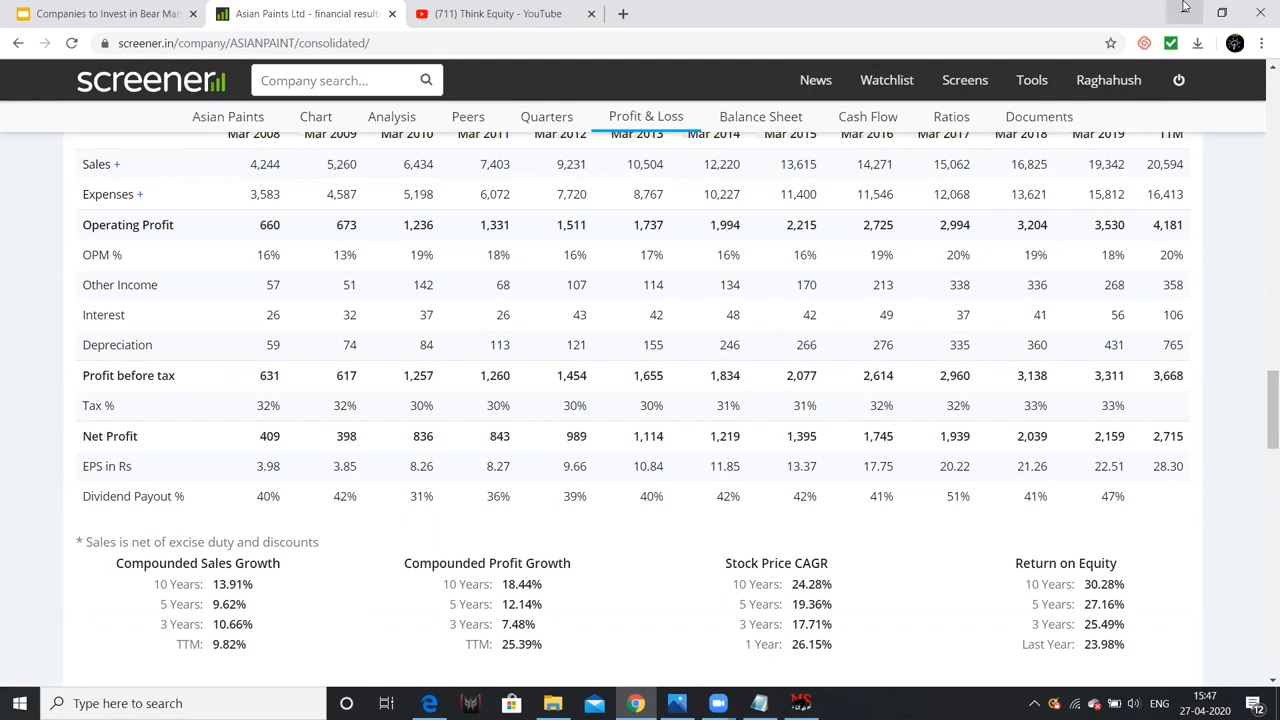 Companies to Invest in Bear Mar
Asian Paints Ltd - financial results
(711) Think Equity - YouTube
screener.in/company/ASIANPAINT/consolidated/
screener
Company search...
News Watchlist Screens Tools Raghahush
Asian Paints Chart Analysis Peers Quarters Profit & Loss Balance Sheet Cash Flow Ratios Documents
Mar 2008 Mar 2009 Mar 2010 Mar 2011 Mar 2012 Mar 2013 Mar 2014 Mar 2015 Mar 2016 Mar 2017 Mar 2018 Mar 2019 TTM
Sales + 4,244 5,260 6,434 7,403 9,231 10,504 12,220 13,615 14,271 15,062 16,825 19,342 20,594
Expenses + 3,583 4,587 5,198 6,072 7,720 8,767 10,227 11,400 11,546 12,068 13,621 15,812 16,413
Operating Profit 660 673 1,236 1,331 1,511 1,737 1,994 2,215 2,725 2,994 3,204 3,530 4,181
OPM % 16% 13% 19% 18% 16% 17% 16% 16% 19% 20% 19% 18% 20%
Other Income 57 51 142 68 107 114 134 170 213 338 336 268 358
Interest 26 32 37 26 43 42 48 42 49 37 41 56 106
Depreciation 59 74 84 113 121 155 246 266 276 335 360 431 765
Profit before tax 631 617 1,257 1,260 1,454 1,655 1,834 2,077 2,614 2,960 3,138 3,311 3,668
Tax % 32% 32% 30% 30% 30% 30% 31% 31% 32% 32% 33% 33%
Net Profit 409 398 836 843 989 1,114 1,219 1,395 1,745 1,939 2,039 2,159 2,715
EPS in Rs 3.98 3.85 8.26 8.27 9.66 10.84 11.85 13.37 17.75 20.22 21.26 22.51 28.30
Dividend Payout % 40% 42% 31% 36% 39% 40% 42% 42% 41% 51% 41% 47%
* Sales is net of excise duty and discounts
Compounded Sales Growth Compounded Profit Growth Stock Price CAGR Return on Equity
10 Years: 13.91% 10 Years: 18.44% 10 Years: 24.28% 10 Years: 30.28%
5 Years: 9.62% 5 Years: 12.14% 5 Years: 19.36% 5 Years: 27.16%
3 Years: 10.66% 3 Years: 7.48% 3 Years: 17.71% 3 Years: 25.49%
TTM: 9.82% TTM: 25.39% 1 Year: 26.15% Last Year: 23.98%
Type here to search
ENG
15:47
27-04-2020
12